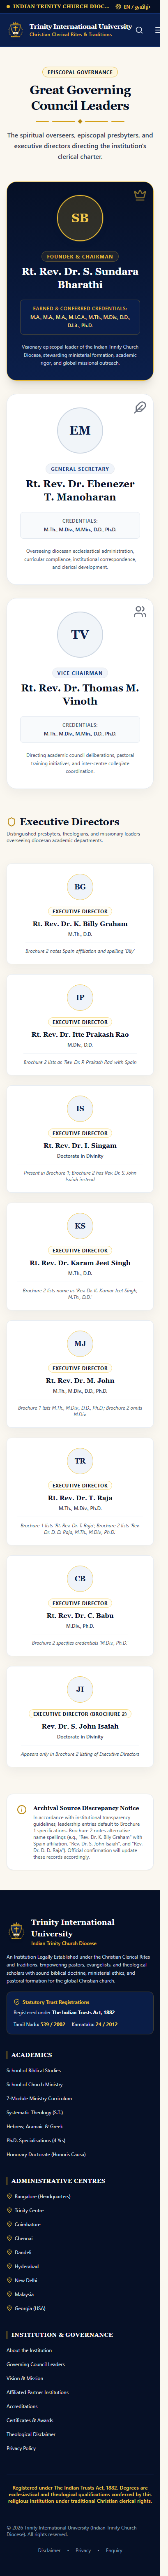 INDIAN TRINITY CHURCH DIOC...
EN / தமிழ்
Trinity International University
Christian Clerical Rites & Traditions
EPISCOPAL GOVERNANCE
Great Governing
Council Leaders
The spiritual overseers, episcopal presbyters, and
executive directors directing the institution's
clerical charter.
SB
FOUNDER & CHAIRMAN
Rt. Rev. Dr. S. Sundara
Bharathi
EARNED & CONFERRED CREDENTIALS:
M.A., M.A., M.A., M.I.C.A., M.Th., M.Div., D.D.,
D.Lit., Ph.D.
Visionary episcopal leader of the Indian Trinity Church
Diocese, stewarding ministerial formation, academic
rigor, and global missional outreach.
EM
GENERAL SECRETARY
Rt. Rev. Dr. Ebenezer
T. Manoharan
CREDENTIALS:
M.Th., M.Div., M.Min., D.D., Ph.D.
Overseeing diocesan ecclesiastical administration,
curricular compliance, institutional correspondence,
and clerical delegation.
TV
VICE CHAIRMAN
Rt. Rev. Dr. Thomas M.
Vinoth
CREDENTIALS:
M.Th., M.Div., M.Min., D.D., Ph.D.
Directing academic council deliberations, pastoral
training initiatives, and inter-centre collegiate
coordination.
Executive Directors
Distinguished presbyters, theologians, and missionary leaders
overseeing diocesan academic departments.
BG
EXECUTIVE DIRECTOR
Rt. Rev. Dr. K. Billy Graham
M.Th., D.D.
Brochure 2 notes Spain affiliation and spelling 'Bily'
IP
EXECUTIVE DIRECTOR
Rt. Rev. Dr. Itte Prakash Rao
M.Div., D.D.
Brochure 2 lists as 'Rev. Dr. P. Prakash Rao' with Spain
IS
EXECUTIVE DIRECTOR
Rt. Rev. Dr. I. Singam
Doctorate in Divinity
Present in Brochure 1; Brochure 2 has Rev. Dr. S. John
Isaiah instead
KS
EXECUTIVE DIRECTOR
Rt. Rev. Dr. Karam Jeet Singh
M.Th., D.D.
Brochure 2 lists name as 'Rev. Dr. K. Kumar Jeet Singh,
M.Th., D.D.'
MJ
EXECUTIVE DIRECTOR
Rt. Rev. Dr. M. John
M.Th., M.Div., D.D., Ph.D.
Brochure 1 lists M.Th., M.Div., D.D., Ph.D.; Brochure 2 omits
M.Div.
TR
EXECUTIVE DIRECTOR
Rt. Rev. Dr. T. Raja
M.Th., M.Div., Ph.D.
Brochure 1 lists 'Rt. Rev. Dr. T. Raja'; Brochure 2 lists 'Rev.
Dr. D. D. Raja, M.Th., M.Div., Ph.D.'
CB
EXECUTIVE DIRECTOR
Rt. Rev. Dr. C. Babu
M.Div., Ph.D.
Brochure 2 specifies credentials 'M.Div., Ph.D.'
JI
EXECUTIVE DIRECTOR (BROCHURE 2)
Rev. Dr. S. John Isaiah
Doctorate in Divinity
Appears only in Brochure 2 listing of Executive Directors
Archival Source Discrepancy Notice
In accordance with institutional transparency
guidelines, leadership entries default to Brochure
1 specifications. Brochure 2 notes alternative
name spellings (e.g., "Rev. Dr. K. Bily Graham" with
Spain affiliation; "Rev. Dr. S. John Isaiah", and "Rev.
Dr. D. D. Raja"). Official confirmation will update
these records accordingly.
Trinity International
University
Indian Trinity Church Diocese
An Institution Legally Established under the Christian Clerical Rites
and Traditions. Empowering pastors, evangelists, and theological
scholars with sound biblical doctrine, ministerial ethics, and
formation across the global Christian church.
Statutory Trust Registrations
Registered under The Indian Trusts Act, 1882
Tamil Nadu: 539 / 2002 Karnataka: 24 / 2012
ACADEMICS
School of Biblical Studies
School of Church Ministry
7-Module Ministry Curriculum
Systematic Theology (S.T.)
Hebrew, Aramaic & Greek
Ph.D. Specialisations (4 Yrs)
Honorary Doctorate (Honoris Causa)
ADMINISTRATIVE CENTRES
Bangalore (Headquarters)
Trinity Centre
Coimbatore
Chennai
Dandeli
Hyderabad
New Delhi
Malaysia
Georgia (USA)
INSTITUTION & GOVERNANCE
About the Institution
Governing Council Leaders
Vision & Mission
Affiliated Partner Institutions
Accreditations
Certificates & Awards
Theological Disclaimer
Privacy Policy
Registered under The Indian Trusts Act, 1882. Degrees are
ecclesiastical and theological qualifications conferred by this
religious institution under traditional Christian clerical rights.
© 2026 Trinity International University (Indian Trinity Church
Diocese). All rights reserved.
Disclaimer • Privacy • Enquiry